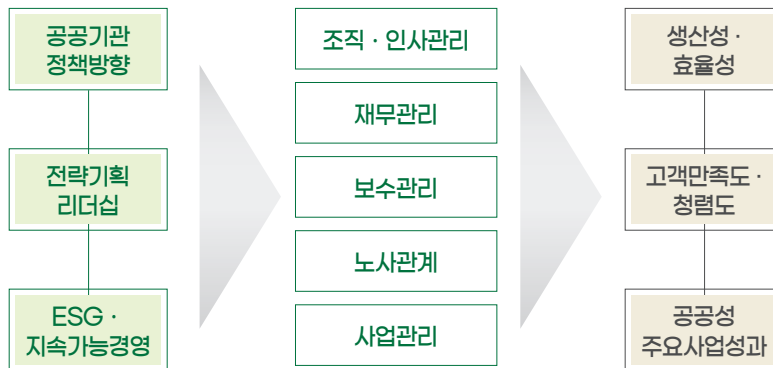 공공기관
정책방향
전략기획
리더십
ESG ·
지속가능경영
조직 · 인사관리
재무관리
보수관리
노사관계
사업관리
생산성 ·
효율성
고객만족도 ·
청렴도
공공성
주요사업성과